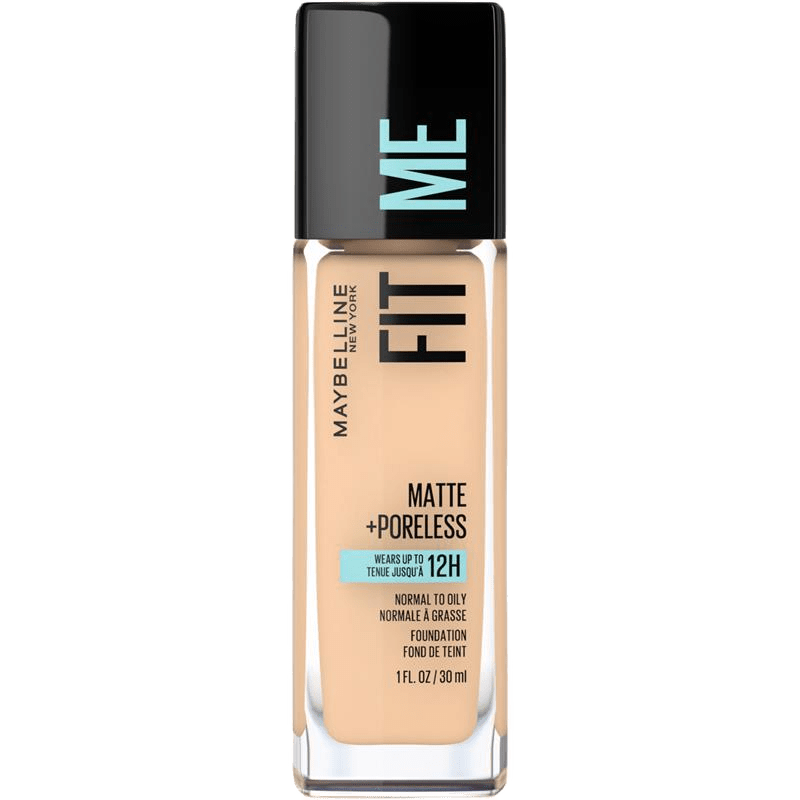 FIT ME
MAYBELLINE
NEW YORK
MATTE
+PORELESS
WEARS UP TO
TENUE JUSQU'À 12H
NORMAL TO OILY
NORMALE À GRASSE
FOUNDATION
FOND DE TEINT
1 FL. OZ / 30 ml